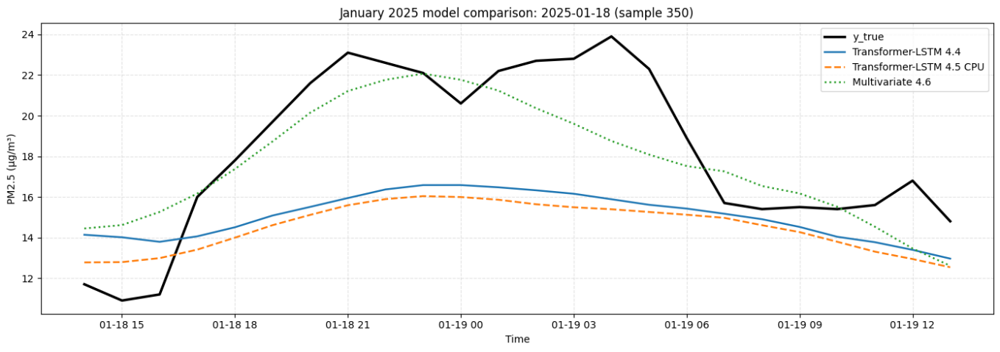 January 2025 model comparison: 2025-01-18 (sample 350)
y_true
Transformer-LSTM 4.4
Transformer-LSTM 4.5 CPU
Multivariate 4.6
PM2.5 (µg/m³)
24
22
20
18
16
14
12
01-18 15 01-18 18 01-18 21 01-19 00 01-19 03 01-19 06 01-19 09 01-19 12
Time